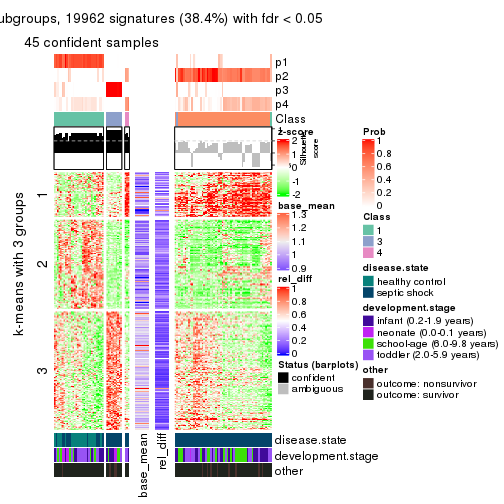 ubgroups, 19962 signatures (38.4%) with fdr < 0.05
45 confident samples
p1
p2
p3
p4
Class
Silhouette score
1
2
3
k-means with 3 groups
z-score
2
1
0
-1
-2
base_mean
1.3
1.2
1.1
1
0.9
rel_diff
1
0.8
0.6
0.4
0.2
0
Status (barplots)
confident
ambiguous
Prob
1
0.8
0.6
0.4
0.2
0
Class
1
3
4
disease.state
healthy control
septic shock
development.stage
infant (0.2-1.9 years)
neonate (0.0-0.1 years)
school-age (6.0-9.8 years)
toddler (2.0-5.9 years)
other
outcome: nonsurvivor
outcome: survivor
disease.state
development.stage
other
base_mean
rel_diff